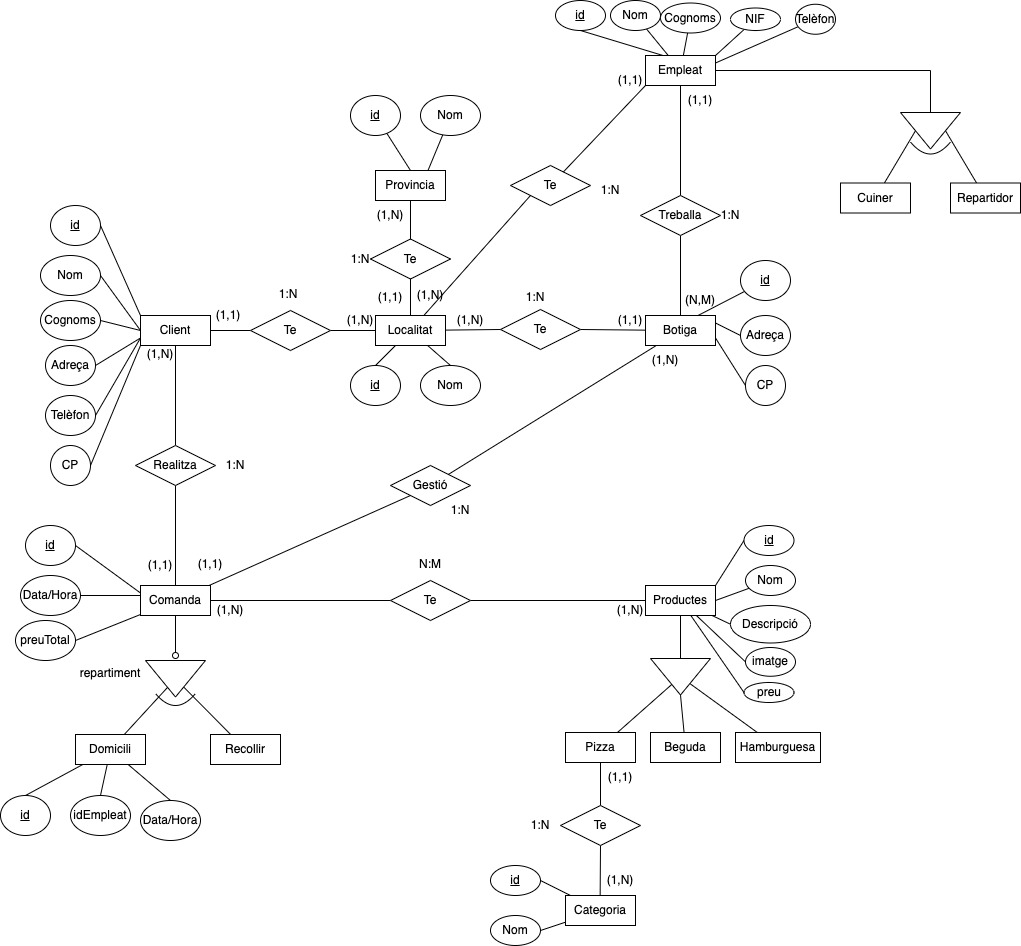 id
Nom
Cognoms
NIF
Telèfon
Empleat
(1,1)
(1,1)
id
Nom
Te
1:N
Cuiner
Repartidor
Provincia
(1,N)
Treballa
1:N
id
1:N
Te
Nom
1:N
(1,1)
(1,N)
1:N
(N,M)
id
Cognoms
Client
(1,1)
Te
(1,N)
Localitat
(1,N)
Te
(1,1)
Botiga
Adreça
(1,N)
(1,N)
Adreça
id
Nom
CP
Telèfon
CP
Realitza
1:N
Gestió
1:N
id
(1,1)
(1,1)
N:M
id
Data/Hora
Comanda
(1,N)
Te
(1,N)
Productes
Nom
Descripció
preuTotal
imatge
repartiment
preu
Domicili
Recollir
Pizza
Beguda
Hamburguesa
(1,1)
id
idEmpleat
Data/Hora
1:N
Te
id
(1,N)
Categoria
Nom